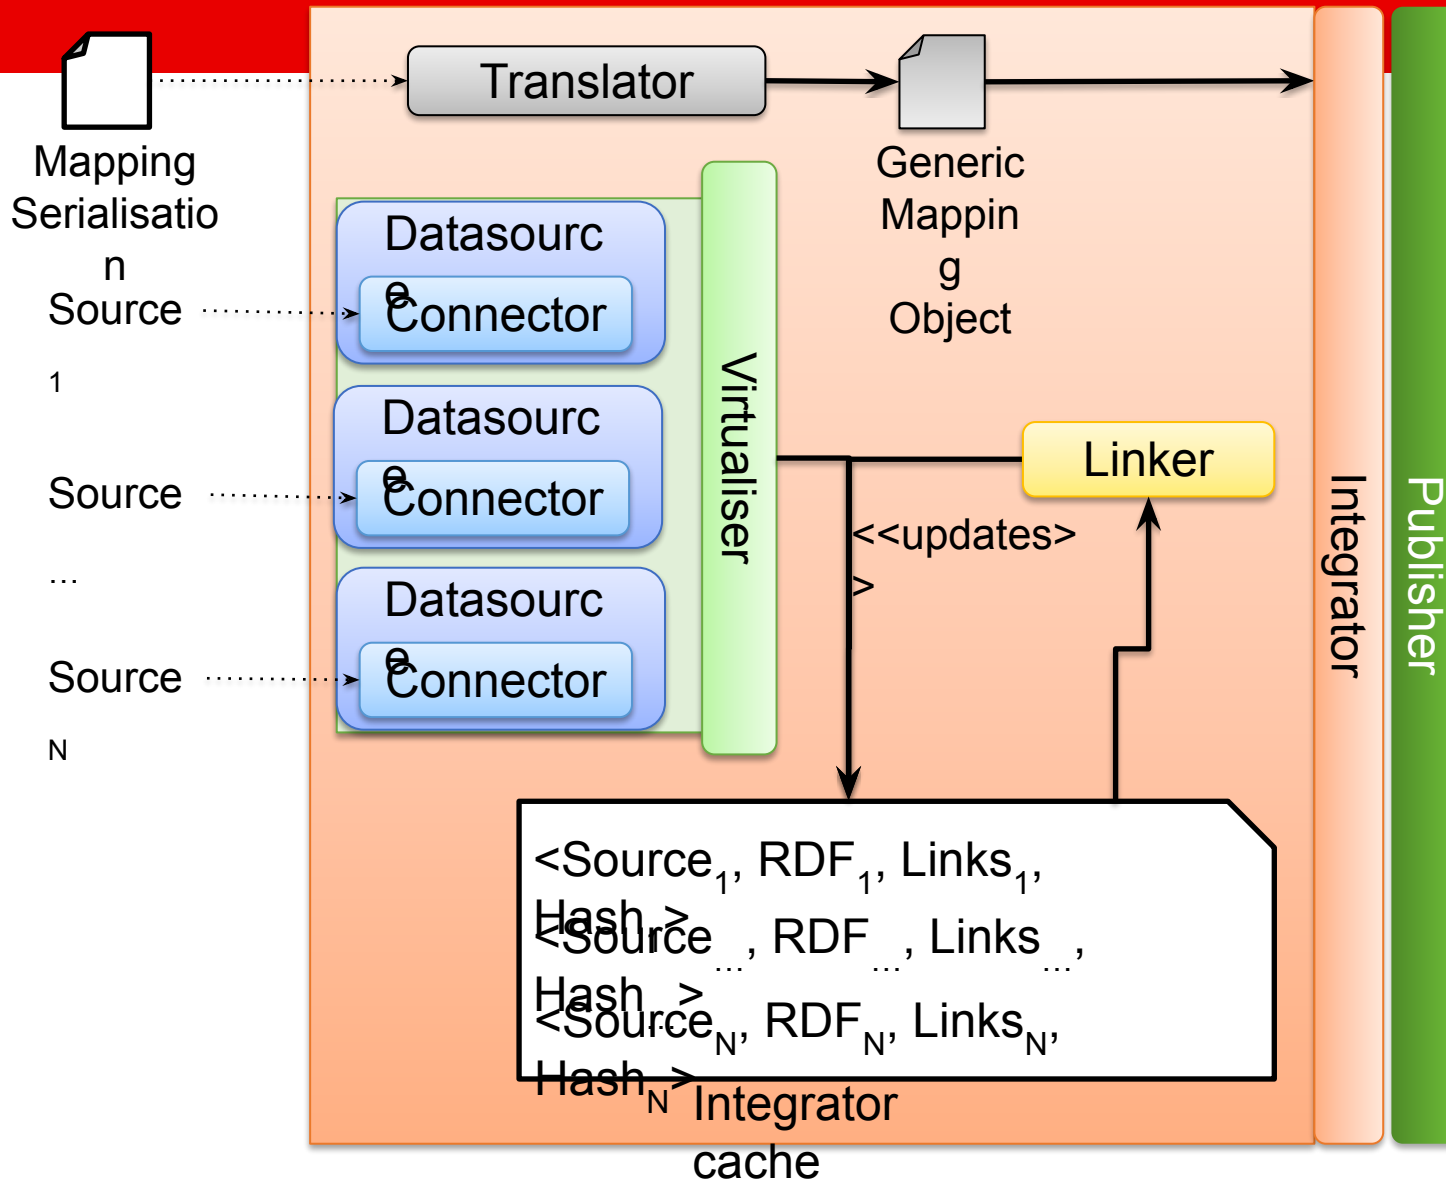 Translator
Mapping
Serialisatio
n
Generic
Mappin
g
Object
Source
1
Datasourc
e
Connector
Source
...
Datasourc
e
Connector
Source
N
Datasourc
e
Connector
Virtualiser
Linker
<<updates>
>
Integrator
Publisher
<Source1, RDF1, Links1,
Hash1>
<Source..., RDF..., Links...,
Hash...>
<SourceN, RDFN, LinksN,
HashN>
Integrator
cache